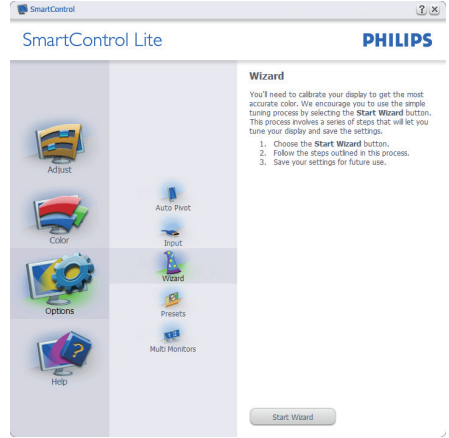 SmartControl
? X
SmartControl Lite
PHILIPS
Adjust
Color
Options
Help
Auto Pivot
Input
Wizard
Presets
Multi Monitors
Wizard
You'll need to calibrate your display to get the most
accurate color. We encourage you to use the simple
tuning process by selecting the Start Wizard button.
This process involves a series of steps that will let you
tune your display and save the settings.
1. Choose the Start Wizard button.
2. Follow the steps outlined in this process.
3. Save your settings for future use.
Start Wizard